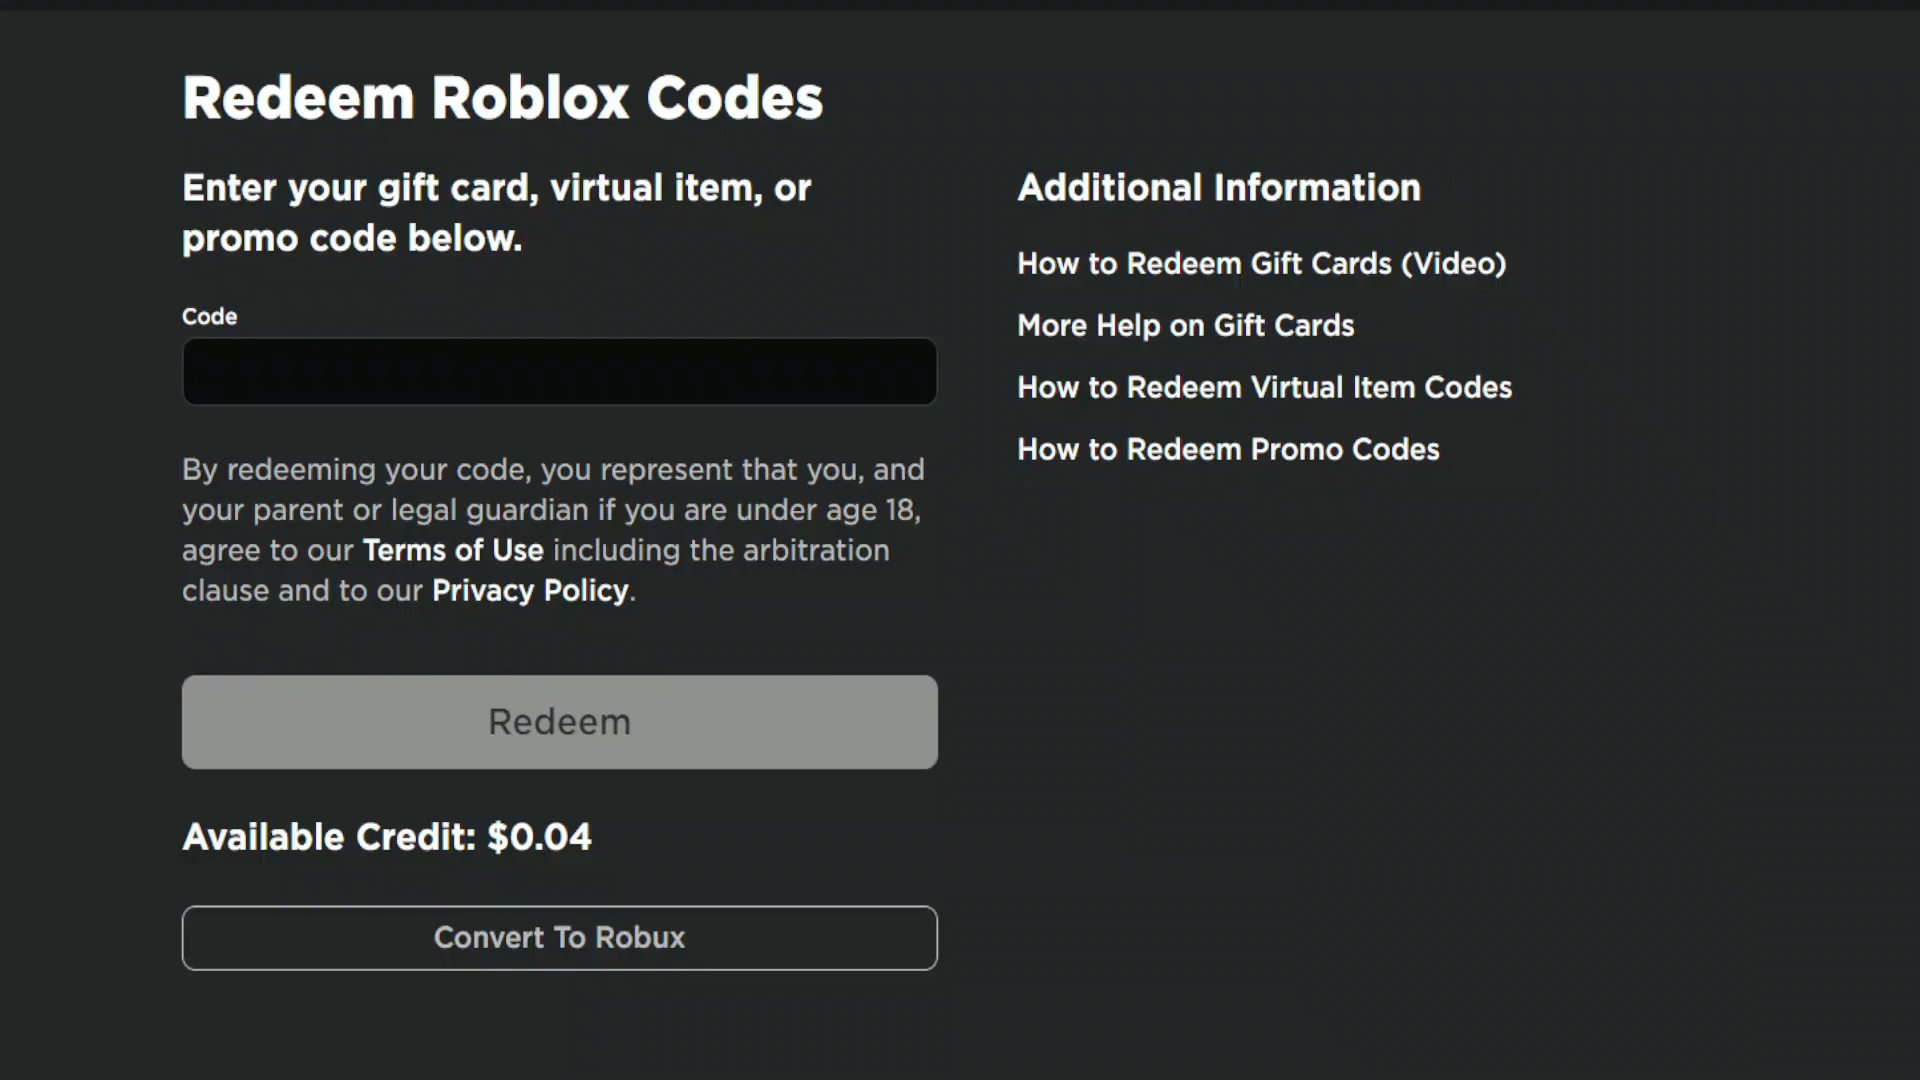 Redeem Roblox Codes
Enter your gift card, virtual item, or
promo code below.
Code
By redeeming your code, you represent that you, and
your parent or legal guardian if you are under age 18,
agree to our Terms of Use including the arbitration
clause and to our Privacy Policy.
Redeem
Available Credit: $0.04
Convert To Robux
Additional Information
How to Redeem Gift Cards (Video)
More Help on Gift Cards
How to Redeem Virtual Item Codes
How to Redeem Promo Codes